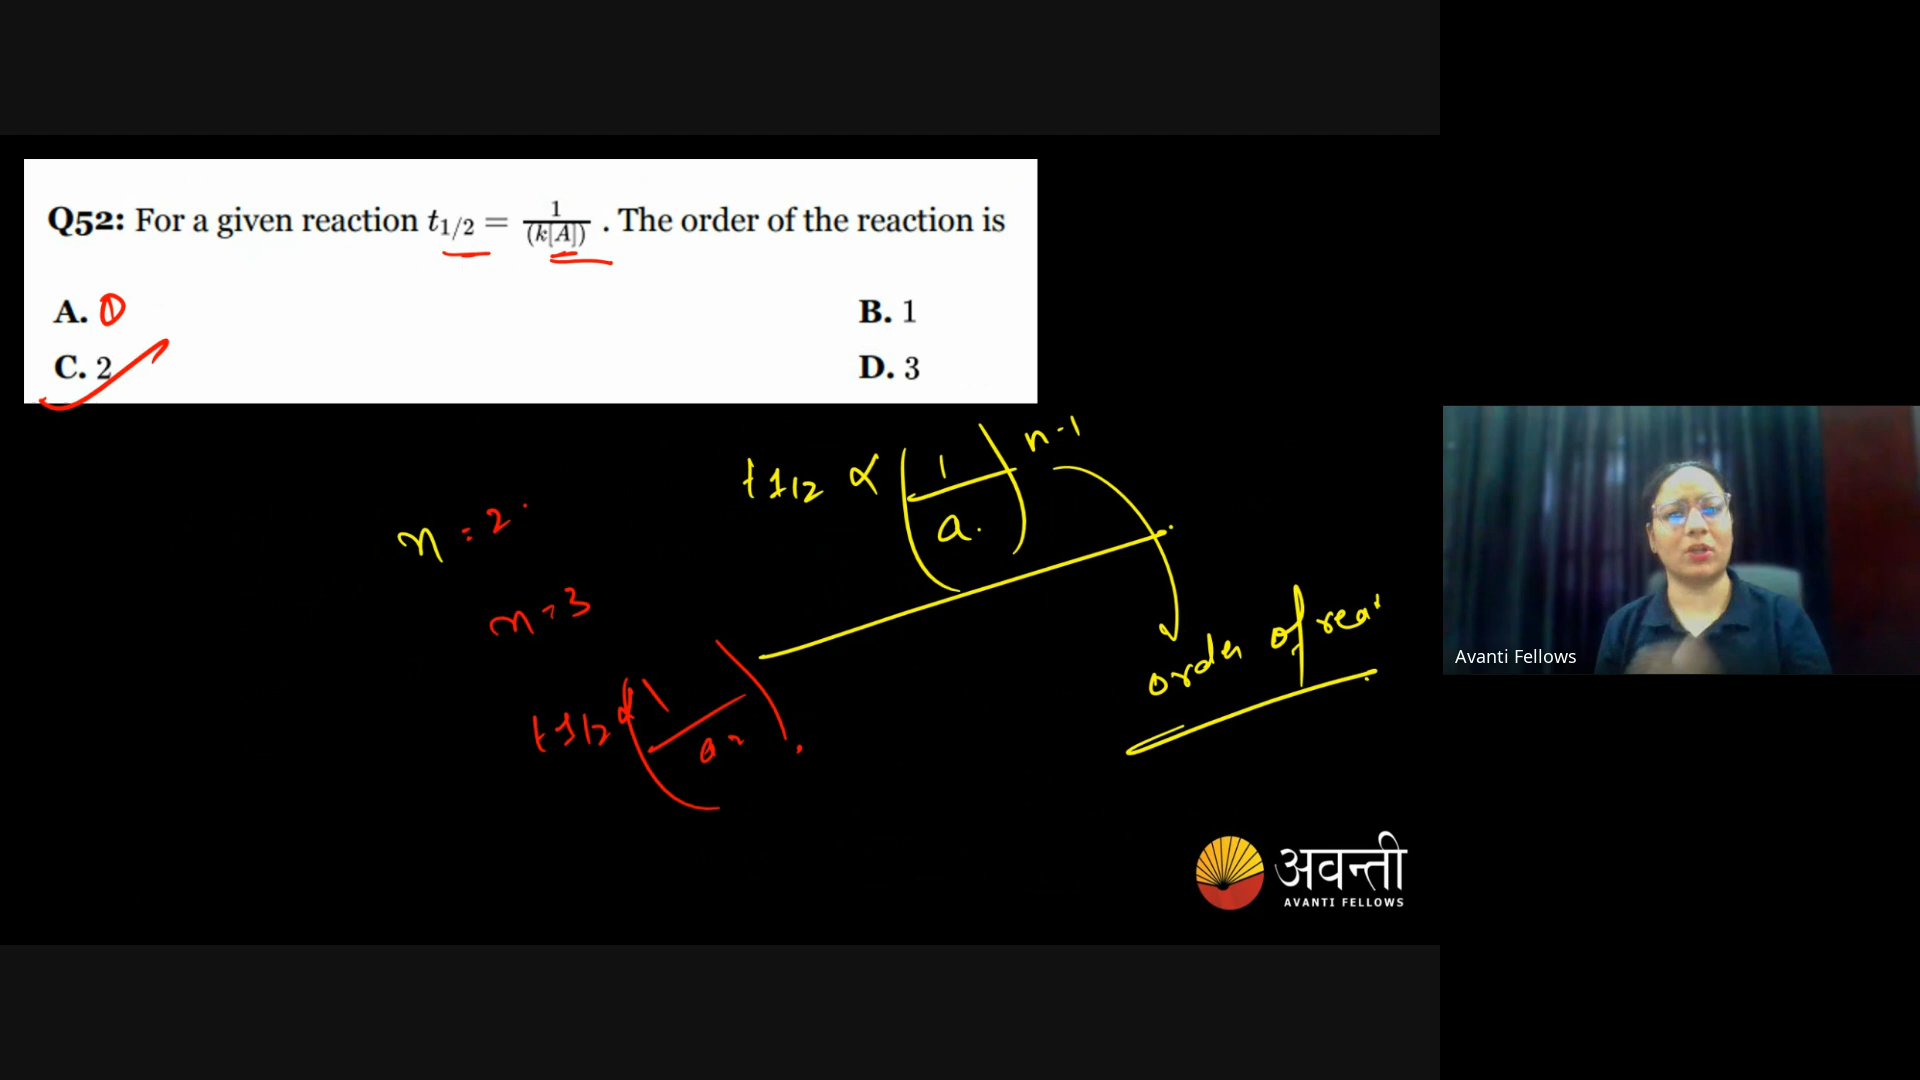 Q52: For a given reaction t1/2 = 1/(k[A]) . The order of the reaction is
A. 0
B. 1
C. 2
D. 3
t1/2 ∝ (1/a)^n-1
n = 2
n = 3
order of rea
t1/2 ∝ (1/a2)
Avanti Fellows
अवन्ती
AVANTI FELLOWS